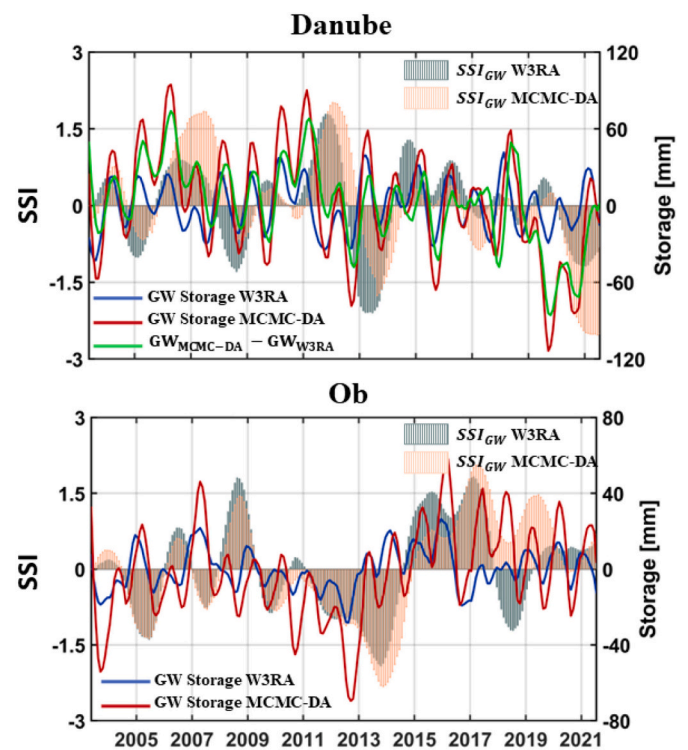 Danube
3
1.5
0
-1.5
-3
SSI
120
60
0
-60
-120
Storage [mm]
SSI_GW W3RA
SSI_GW MCMC-DA
GW Storage W3RA
GW Storage MCMC-DA
GW_MCMC−DA − GW_W3RA
Ob
3
1.5
0
-1.5
-3
SSI
80
40
0
-40
-80
Storage [mm]
SSI_GW W3RA
SSI_GW MCMC-DA
GW Storage W3RA
GW Storage MCMC-DA
2005 2007 2009 2011 2013 2015 2017 2019 2021